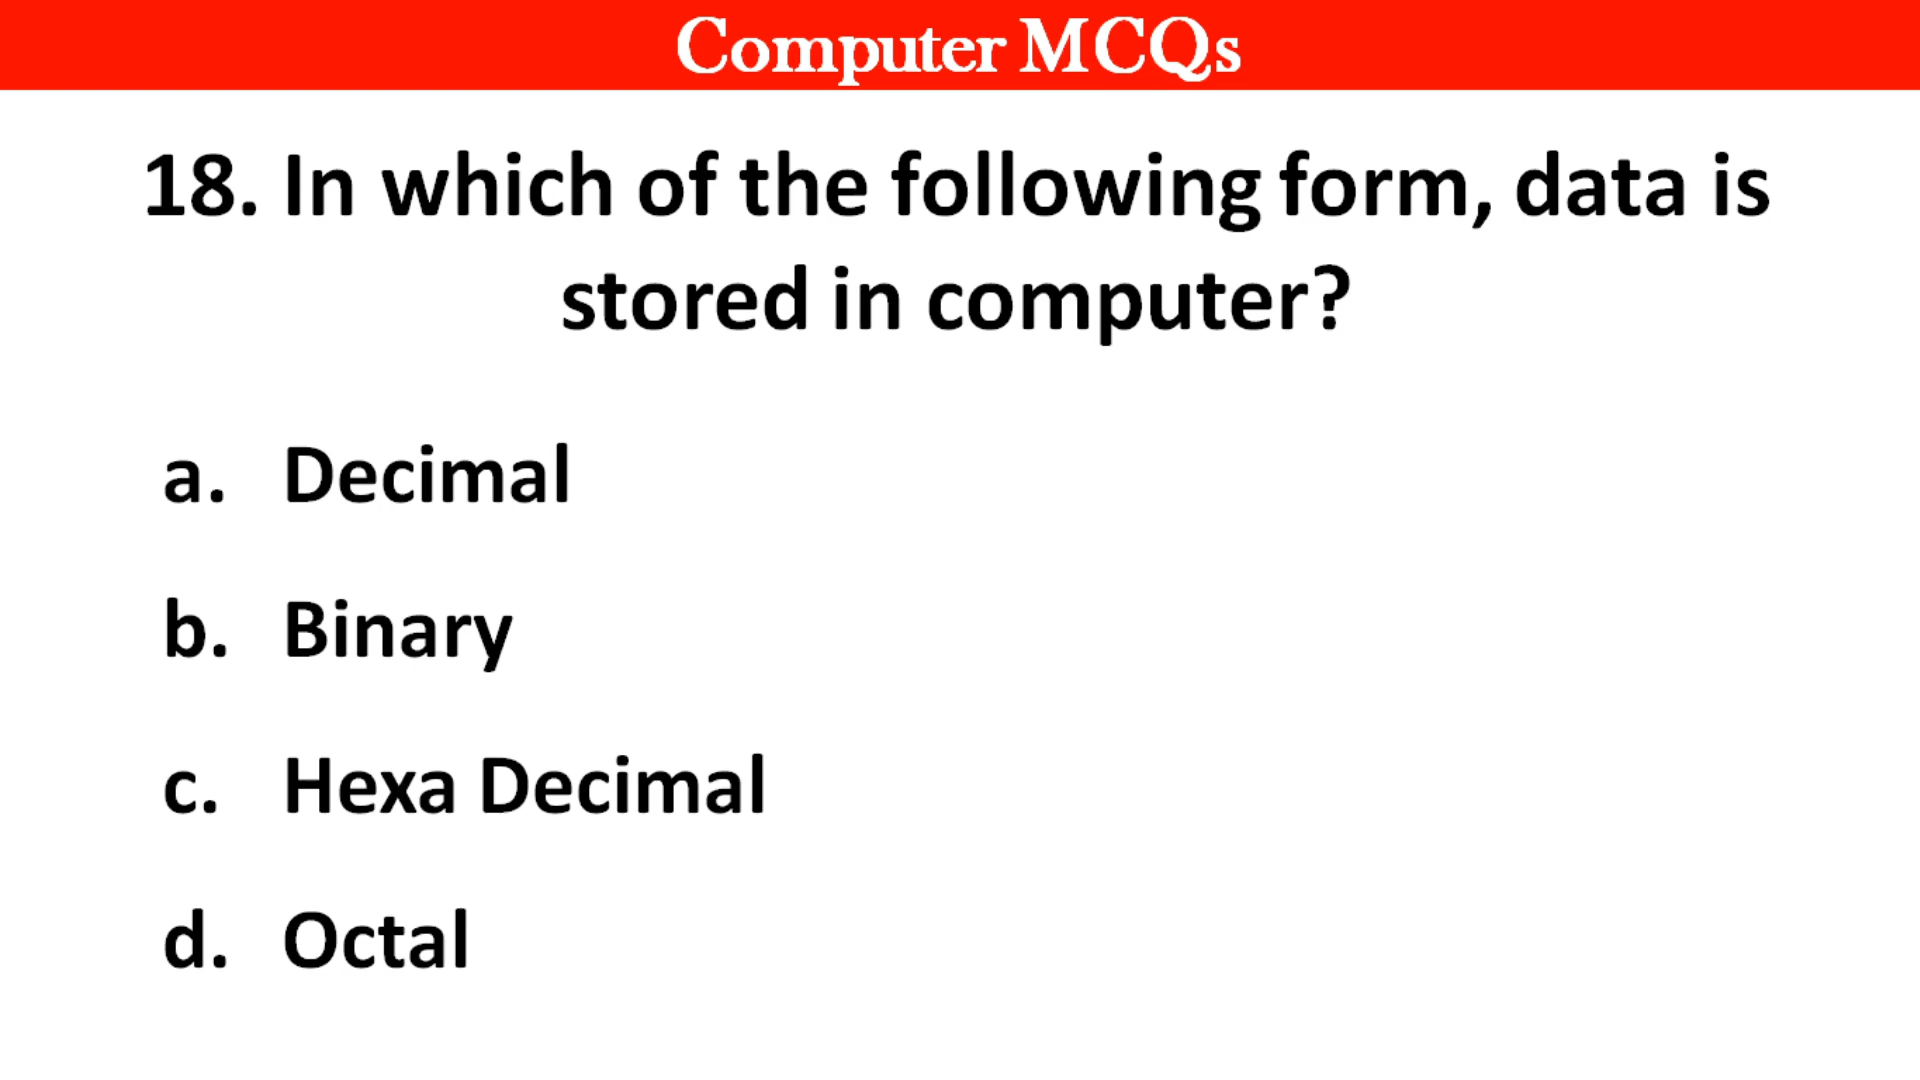 Computer MCQs
18. In which of the following form, data is
stored in computer?
a. Decimal
b. Binary
c. Hexa Decimal
d. Octal